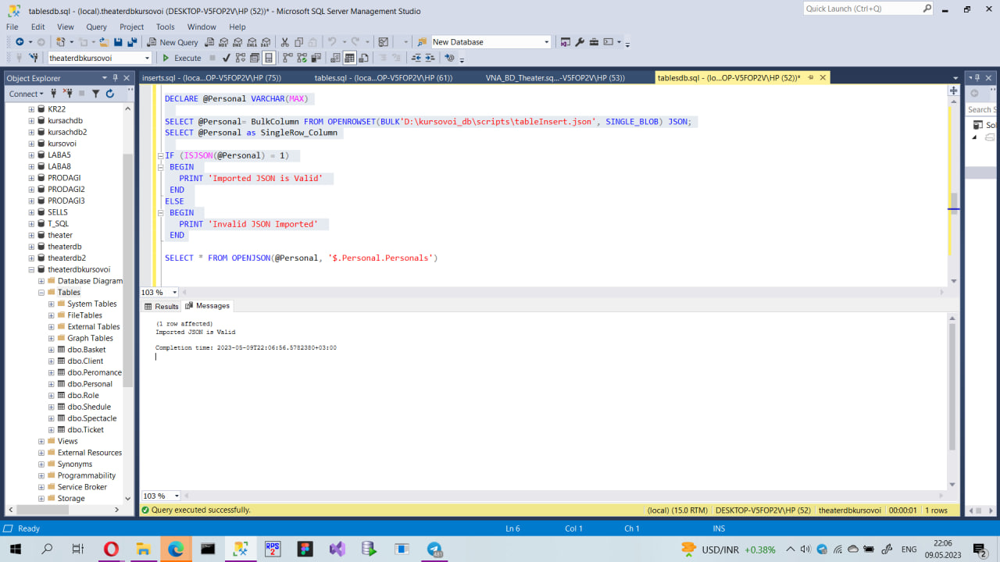 tablesdb.sql - (local).theaterdbkursovoi (DESKTOP-V5FOP2V\HP (52))* - Microsoft SQL Server Management Studio
Quick Launch (Ctrl+Q)
File Edit View Query Project Tools Window Help
New Query
MDX DMX XMLA DAX
New Database
theaterdbkursovoi
Execute
Object Explorer
inserts.sql - (loca...OP-V5FOP2V\HP (75))
tables.sql - (loca...OP-V5FOP2V\HP (61))
VNA_BD_Theater.sq...-V5FOP2V\HP (53))
tablesdb.sql - (lo...OP-V5FOP2V\HP (52))*
Connect
Search S
Sol
KR22
kursachdb
kursachdb2
kursovoi
LABA5
LABA8
PRODAGI
PRODAGI2
PRODAGI3
SELLS
T_SQL
theater
theaterdb
theaterdb2
theaterdbkursovoi
Database Diagram
Tables
System Tables
FileTables
External Tables
Graph Tables
dbo.Basket
dbo.Client
dbo.Peromance
dbo.Personal
dbo.Role
dbo.Shedule
dbo.Spectacle
dbo.Ticket
Views
External Resources
Synonyms
Programmability
Service Broker
Storage
DECLARE @Personal VARCHAR(MAX)
SELECT @Personal= BulkColumn FROM OPENROWSET(BULK'D:\kursovoi_db\scripts\tableInsert.json', SINGLE_BLOB) JSON;
SELECT @Personal as SingleRow_Column
IF (ISJSON(@Personal) = 1)
BEGIN
PRINT 'Imported JSON is Valid'
END
ELSE
BEGIN
PRINT 'Invalid JSON Imported'
END
SELECT * FROM OPENJSON(@Personal, '$.Personal.Personals')
103 %
Results Messages
(1 row affected)
Imported JSON is Valid
Completion time: 2023-05-09T22:06:56.5782380+03:00
103 %
Query executed successfully.
(local) (15.0 RTM) DESKTOP-V5FOP2V\HP (52) theaterdbkursovoi 00:00:01 1 rows
Ready Ln 6 Col 1 Ch 1 INS
USD/INR +0.38%
ENG
22:06
09.05.2023
2
481